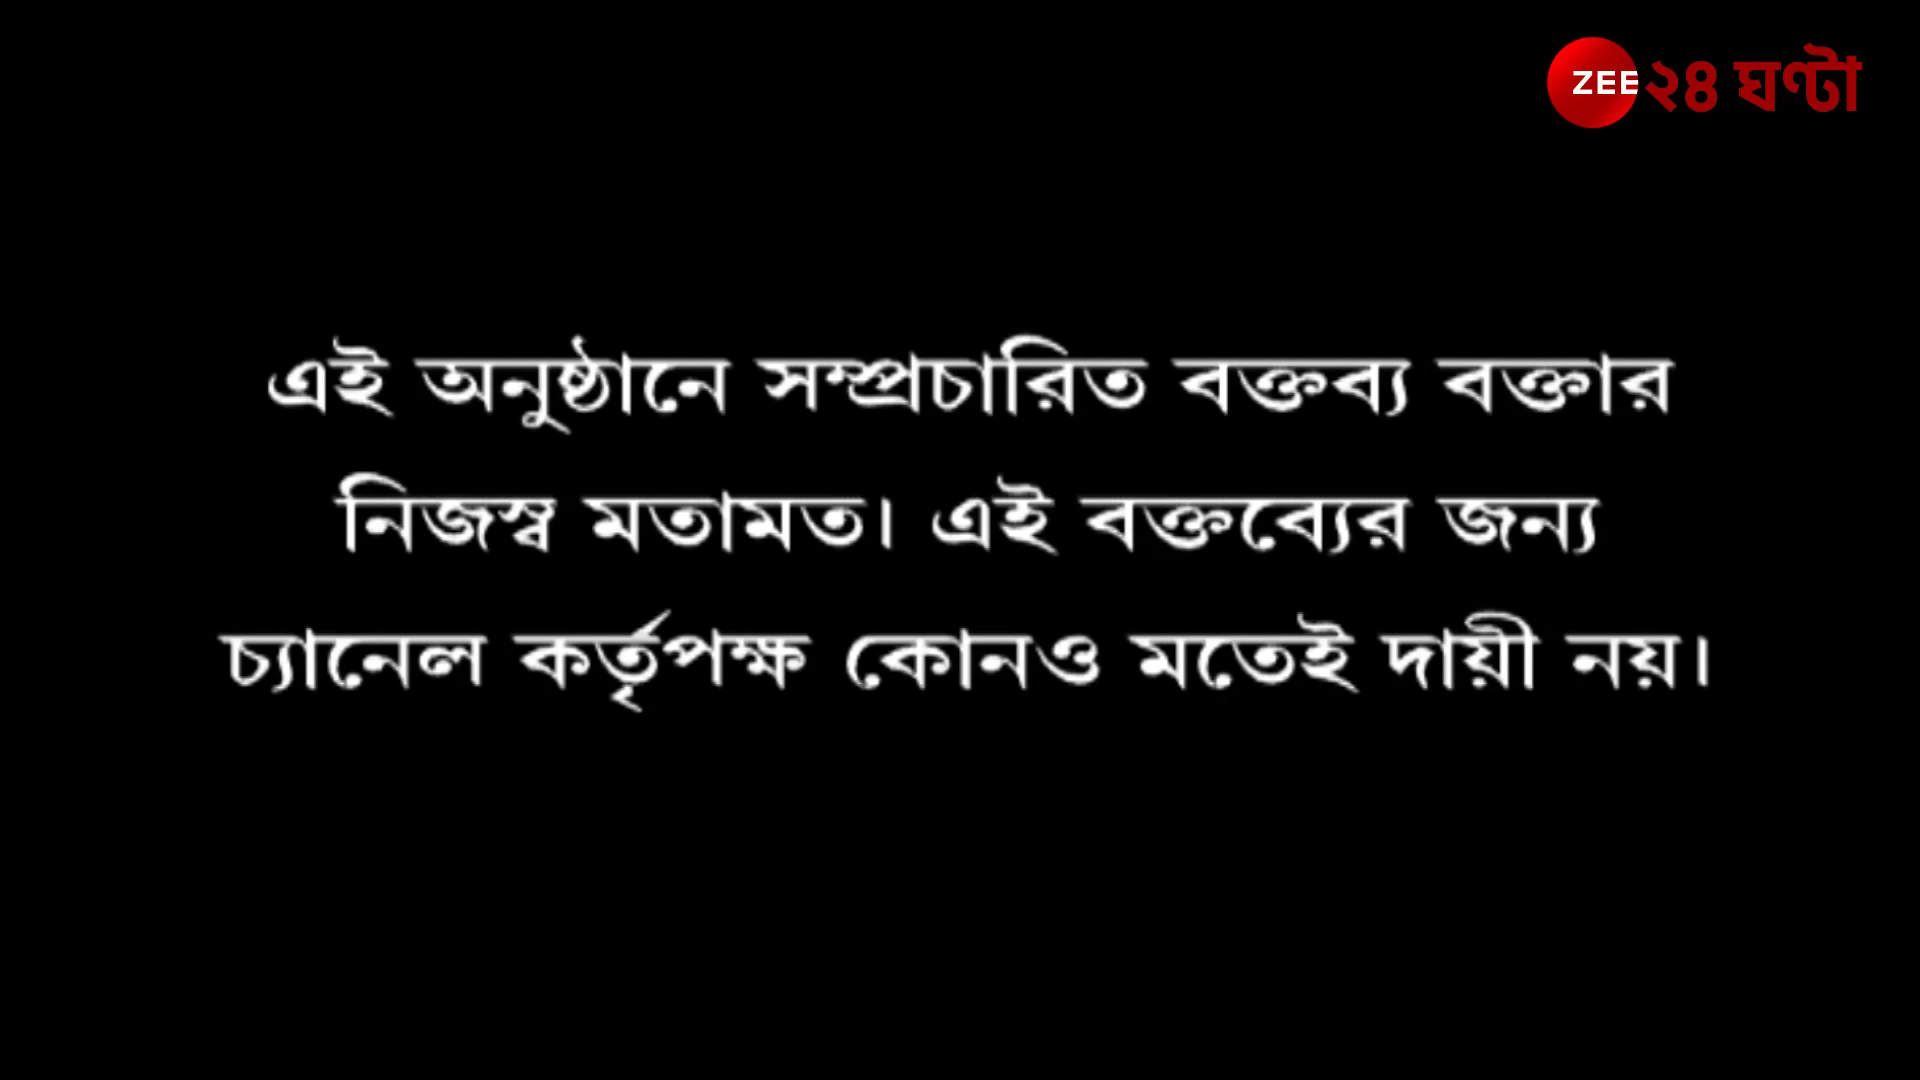 ZEE ২৪ ঘণ্টা
এই অনুষ্ঠানে সম্প্রচারিত বক্তব্য বক্তার
নিজস্ব মতামত। এই বক্তব্যের জন্য
চ্যানেল কর্তৃপক্ষ কোনও মতেই দায়ী নয়।